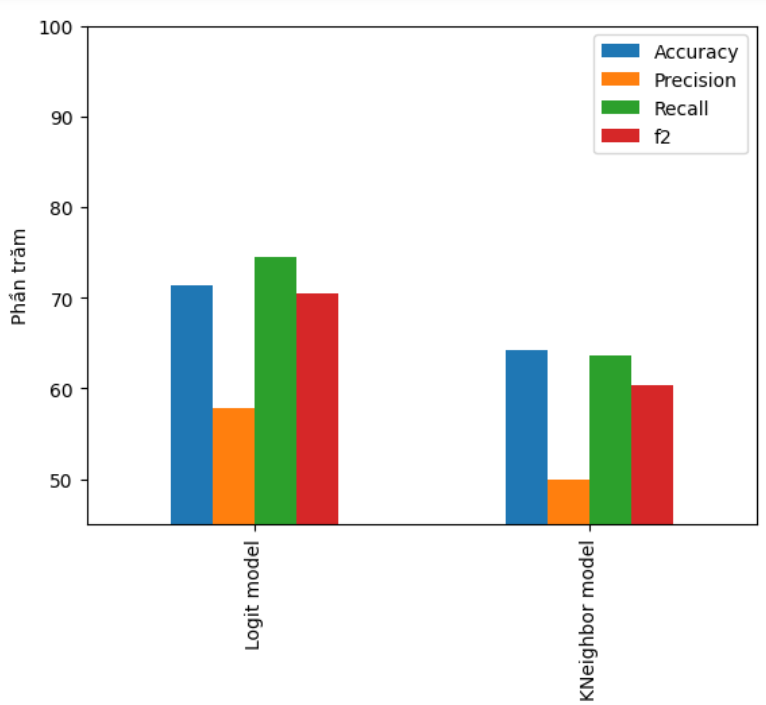 100
90
80
70
60
50
Phần trăm
Accuracy
Precision
Recall
f2
Logit model
KNeighbor model